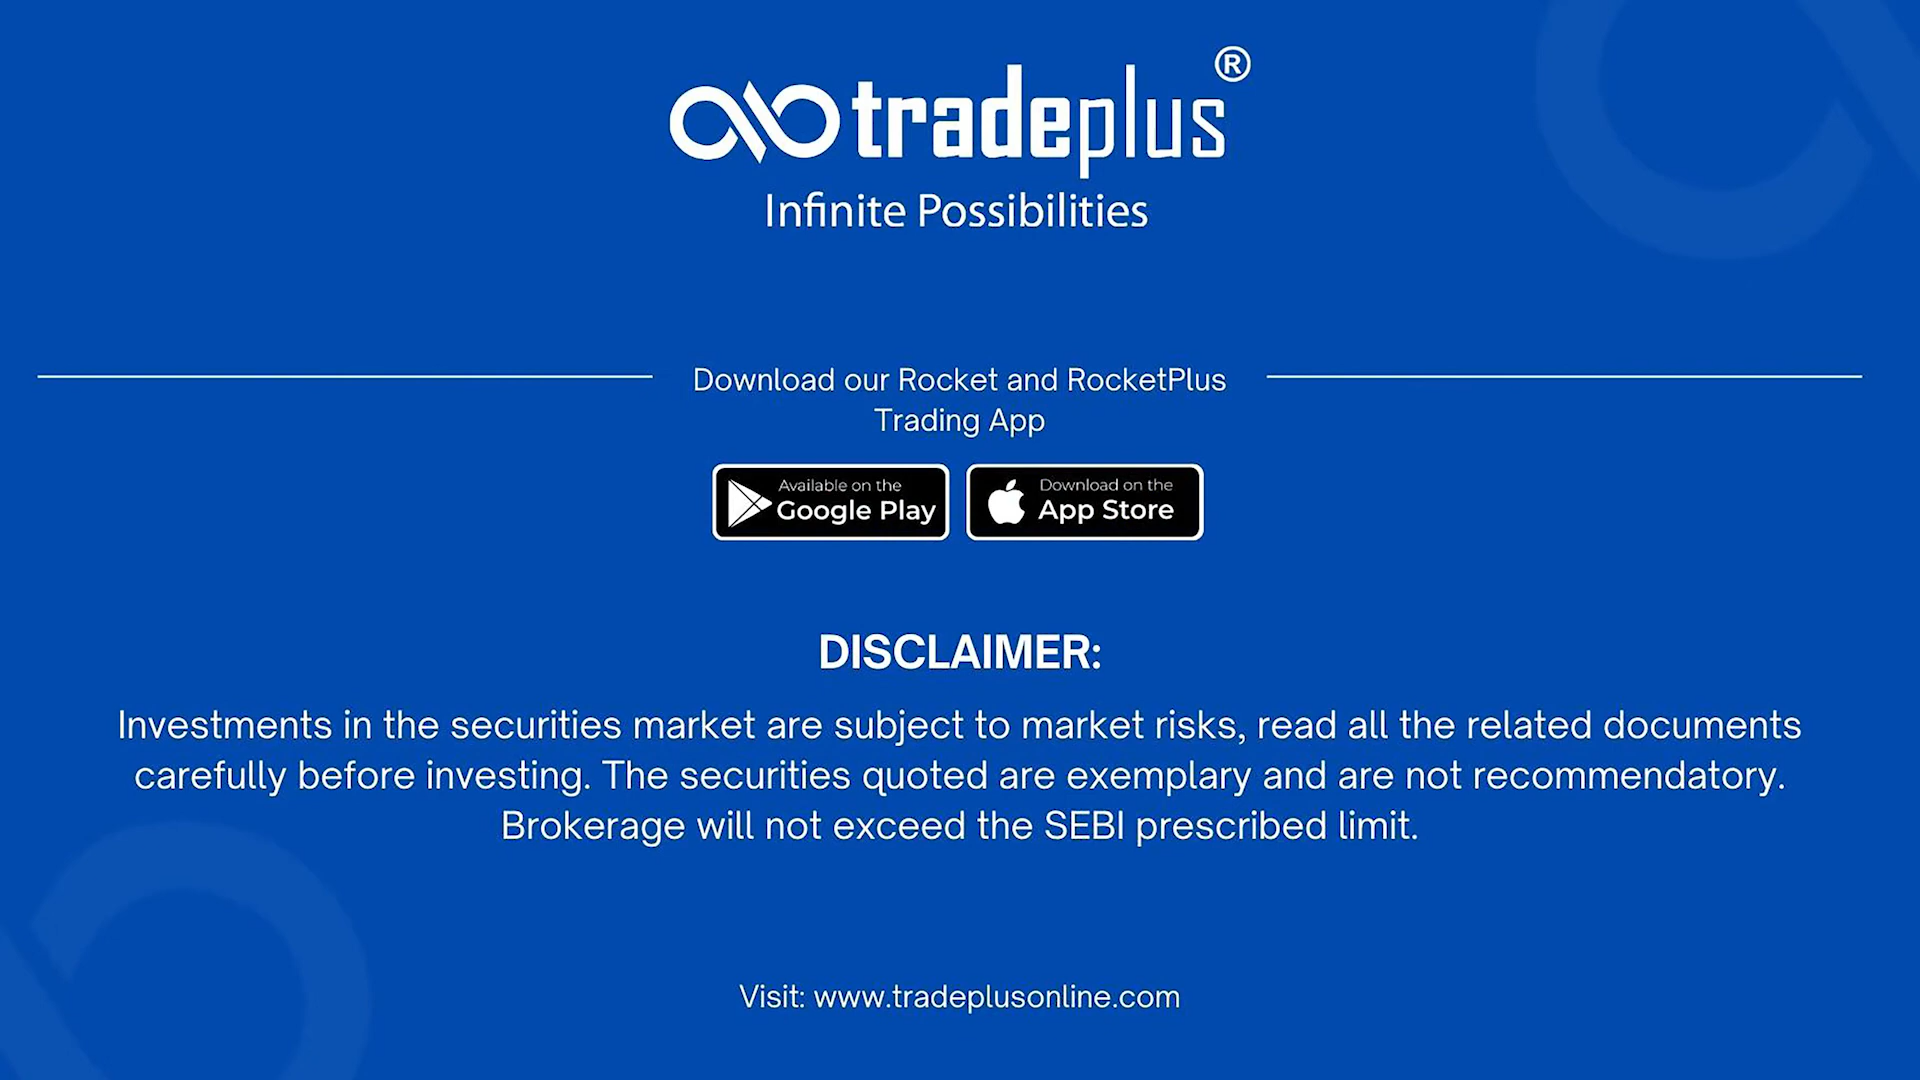 tradeplus®
Infinite Possibilities
Download our Rocket and RocketPlus
Trading App
Available on the
Google Play
Download on the
App Store
DISCLAIMER:
Investments in the securities market are subject to market risks, read all the related documents
carefully before investing. The securities quoted are exemplary and are not recommendatory.
Brokerage will not exceed the SEBI prescribed limit.
Visit: www.tradeplusonline.com